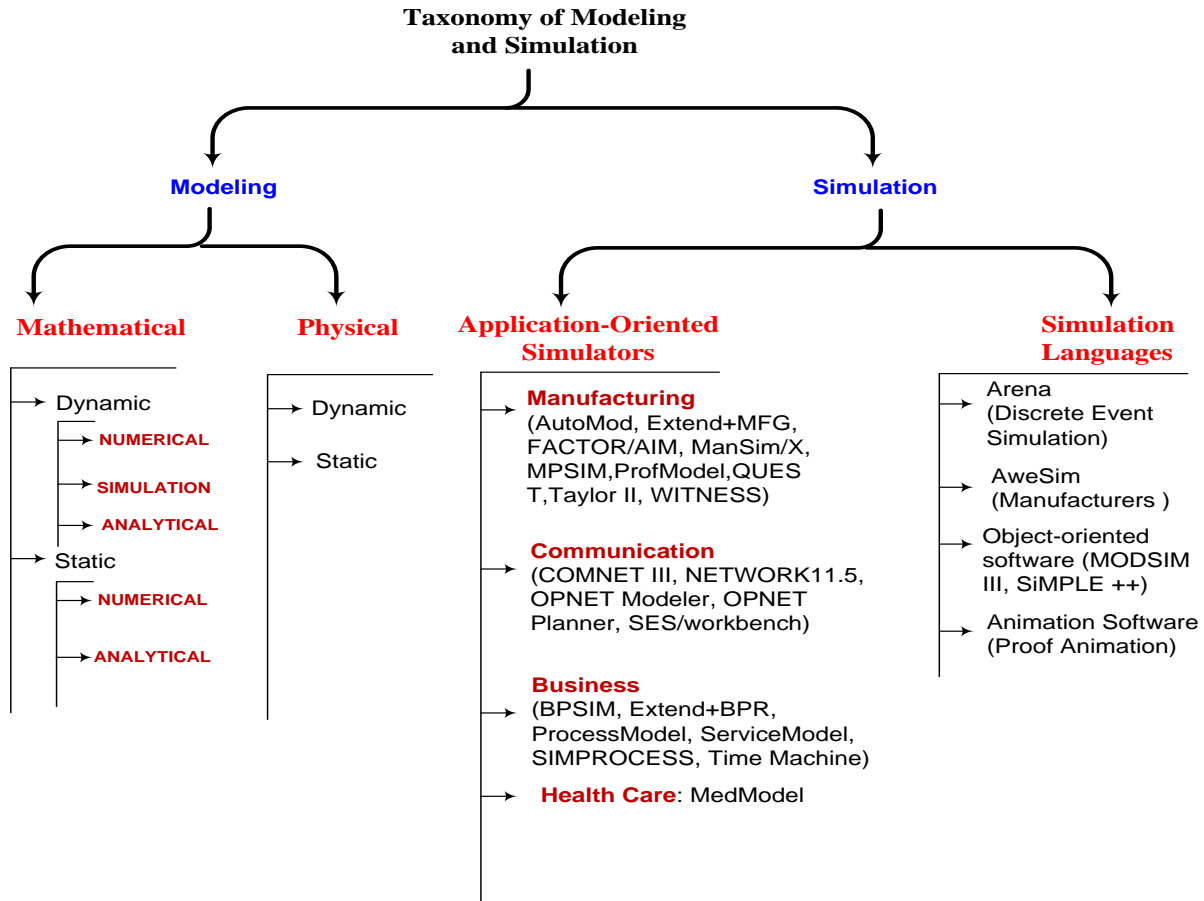 Taxonomy of Modeling
and Simulation
Modeling
Simulation
Mathematical
Physical
Application-Oriented
Simulators
Simulation
Languages
Dynamic
NUMERICAL
SIMULATION
ANALYTICAL
Static
NUMERICAL
ANALYTICAL
Dynamic
Static
Manufacturing
(AutoMod, Extend+MFG,
FACTOR/AIM, ManSim/X,
MPSIM,ProfModel,QUES
T,Taylor II, WITNESS)
Communication
(COMNET III, NETWORK11.5,
OPNET Modeler, OPNET
Planner, SES/workbench)
Business
(BPSIM, Extend+BPR,
ProcessModel, ServiceModel,
SIMPROCESS, Time Machine)
Health Care: MedModel
Arena
(Discrete Event
Simulation)
AweSim
(Manufacturers )
Object-oriented
software (MODSIM
III, SiMPLE ++)
Animation Software
(Proof Animation)